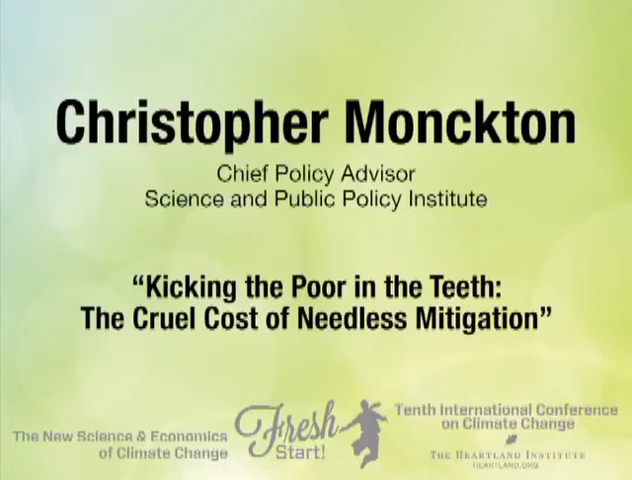 Christopher Monckton
Chief Policy Advisor
Science and Public Policy Institute
“Kicking the Poor in the Teeth:
The Cruel Cost of Needless Mitigation”
The New Science & Economics
of Climate Change
Fresh
Start!
Tenth International Conference
on Climate Change
THE HEARTLAND INSTITUTE
HEARTLAND.ORG